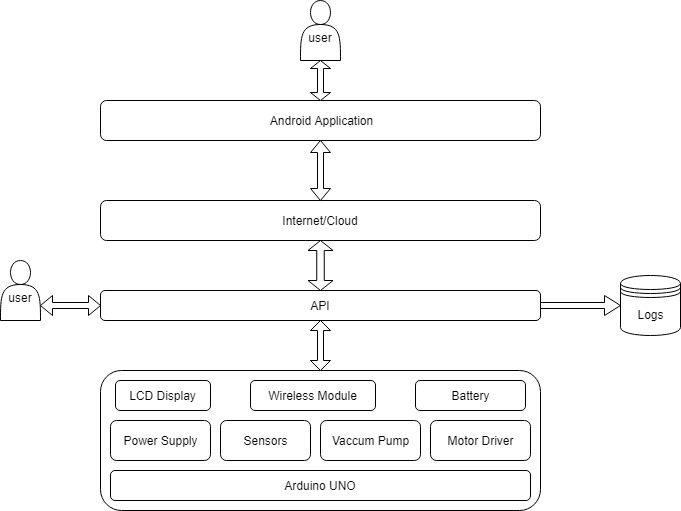 user
Android Application
Internet/Cloud
user
API
Logs
LCD Display
Wireless Module
Battery
Power Supply
Sensors
Vaccum Pump
Motor Driver
Arduino UNO